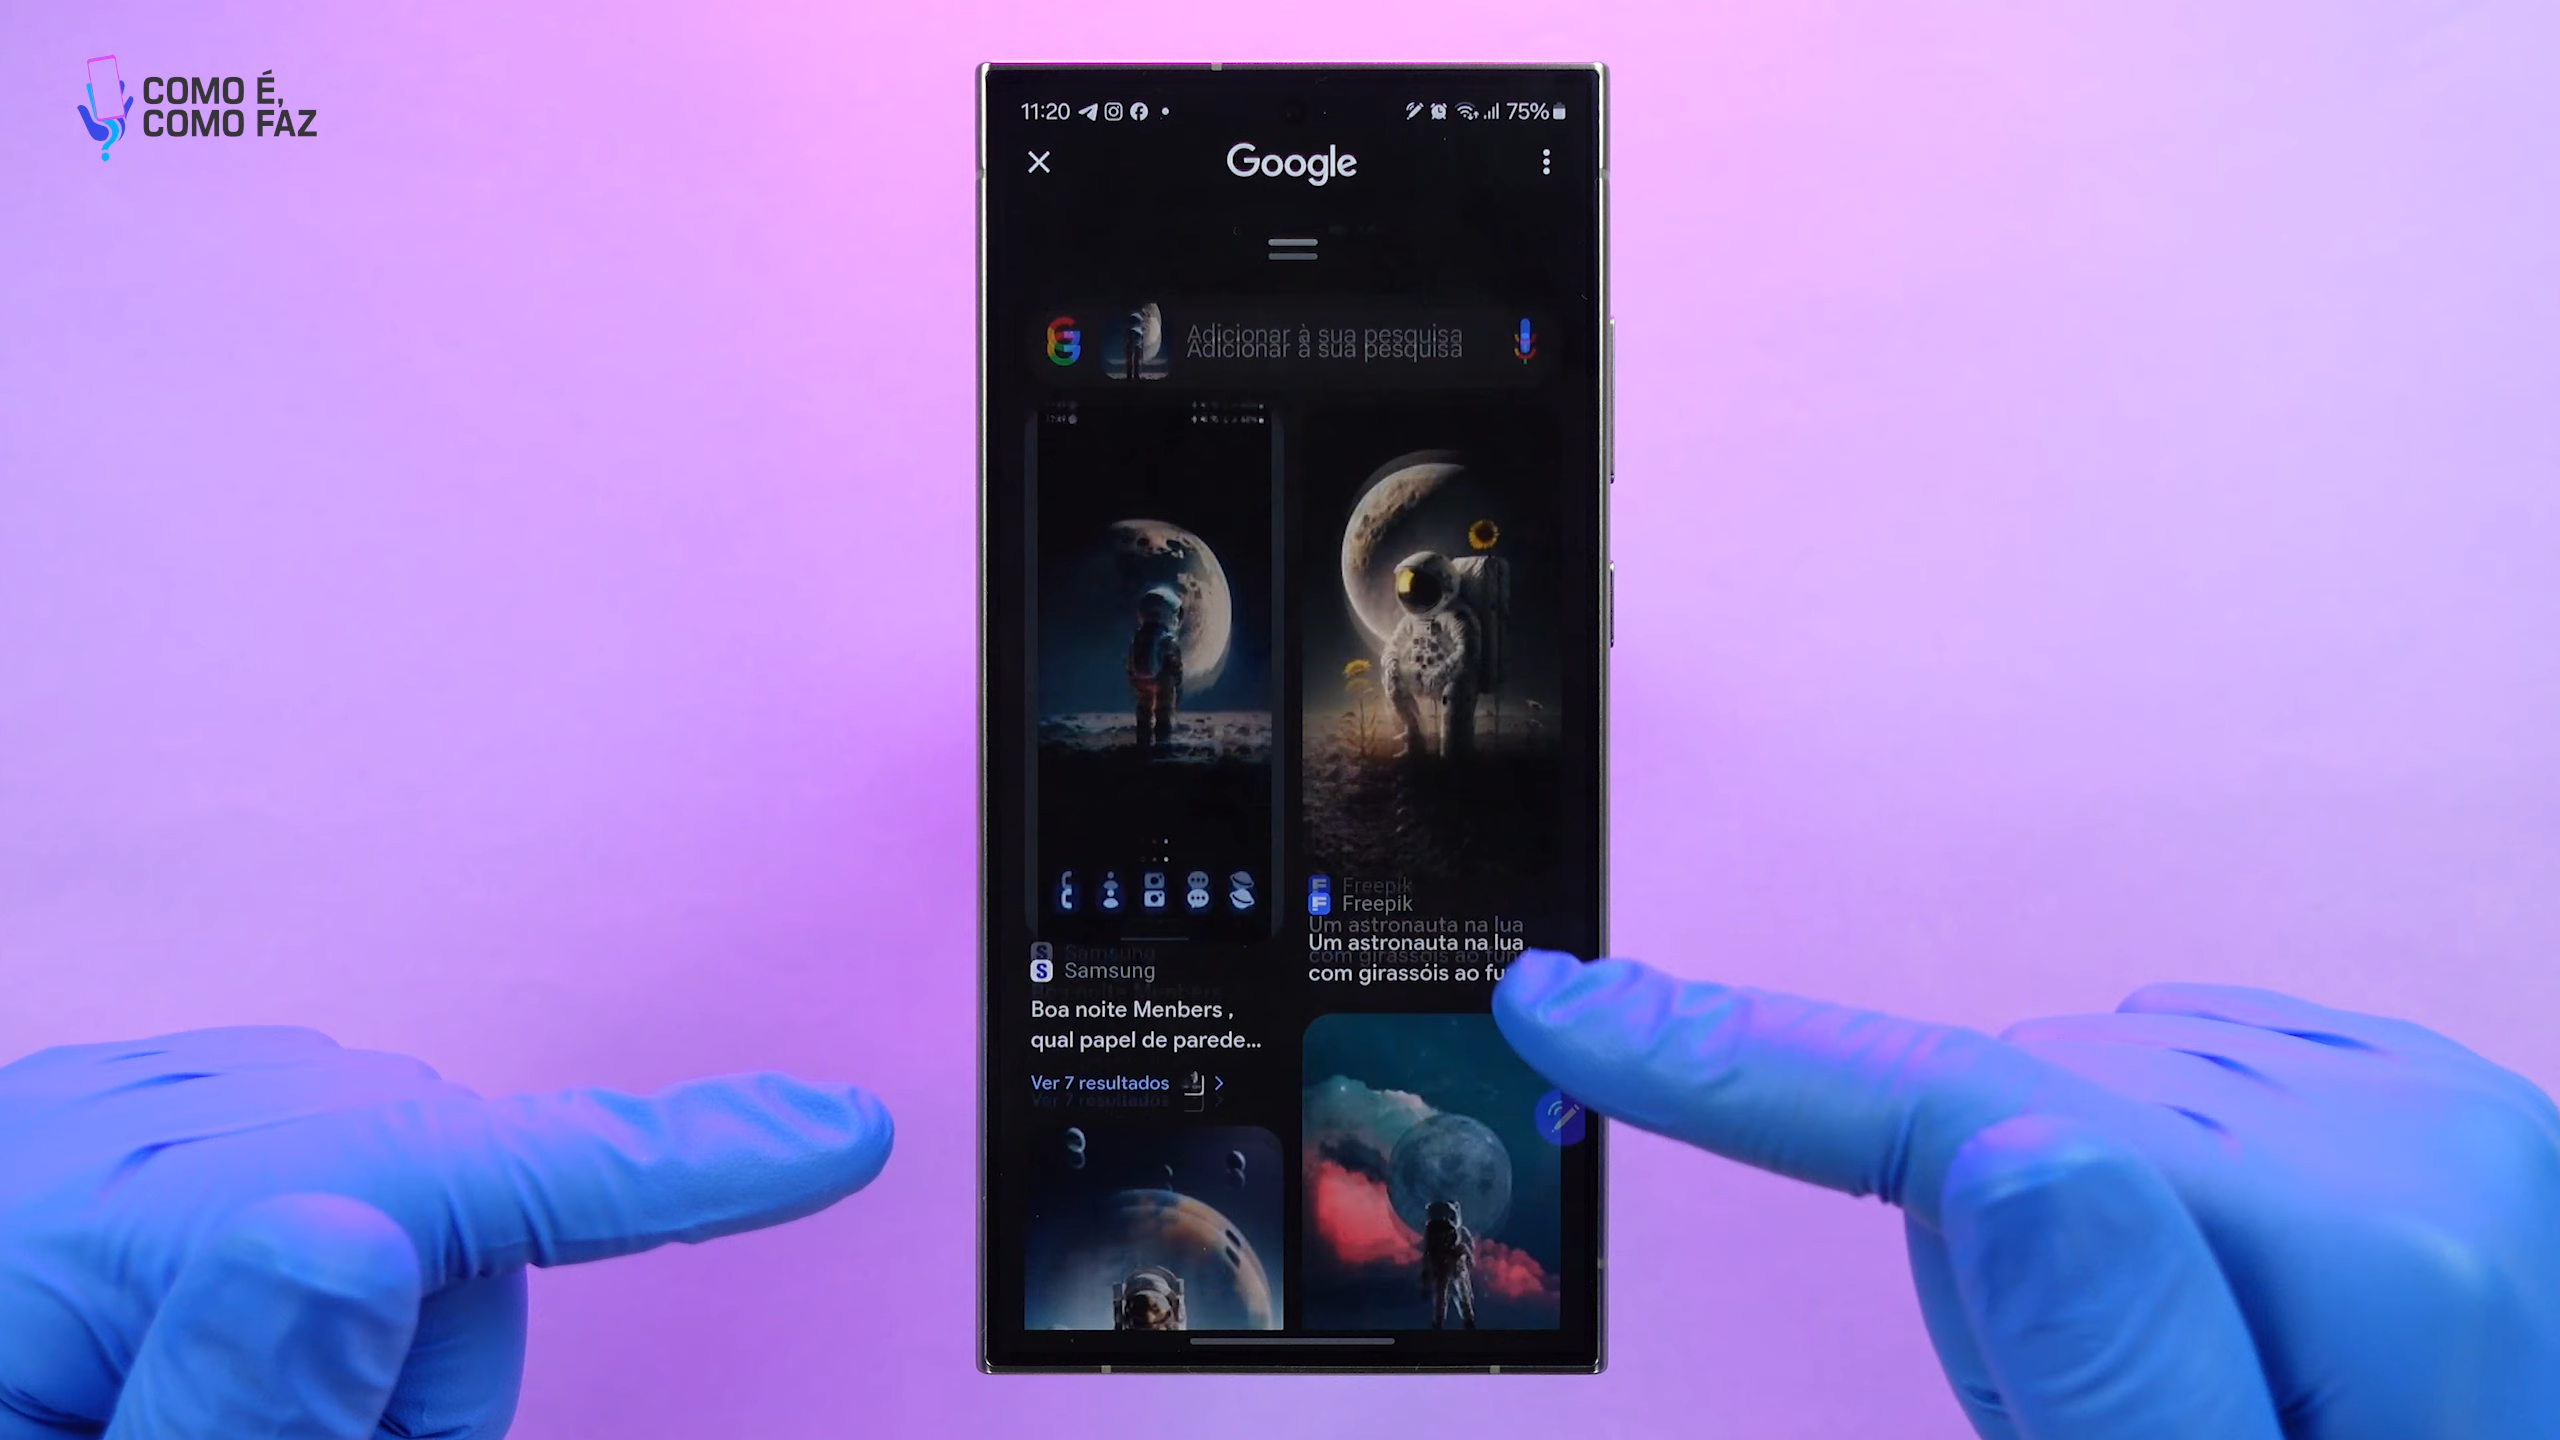 COMO É,
COMO FAZ
11:20
75%
Google
Adicionar à sua pesquisa
Freepik
Um astronauta na lua
com girassóis ao
Samsung
Boa noite Menbers ,
qual papel de parede...
Ver 7 resultados